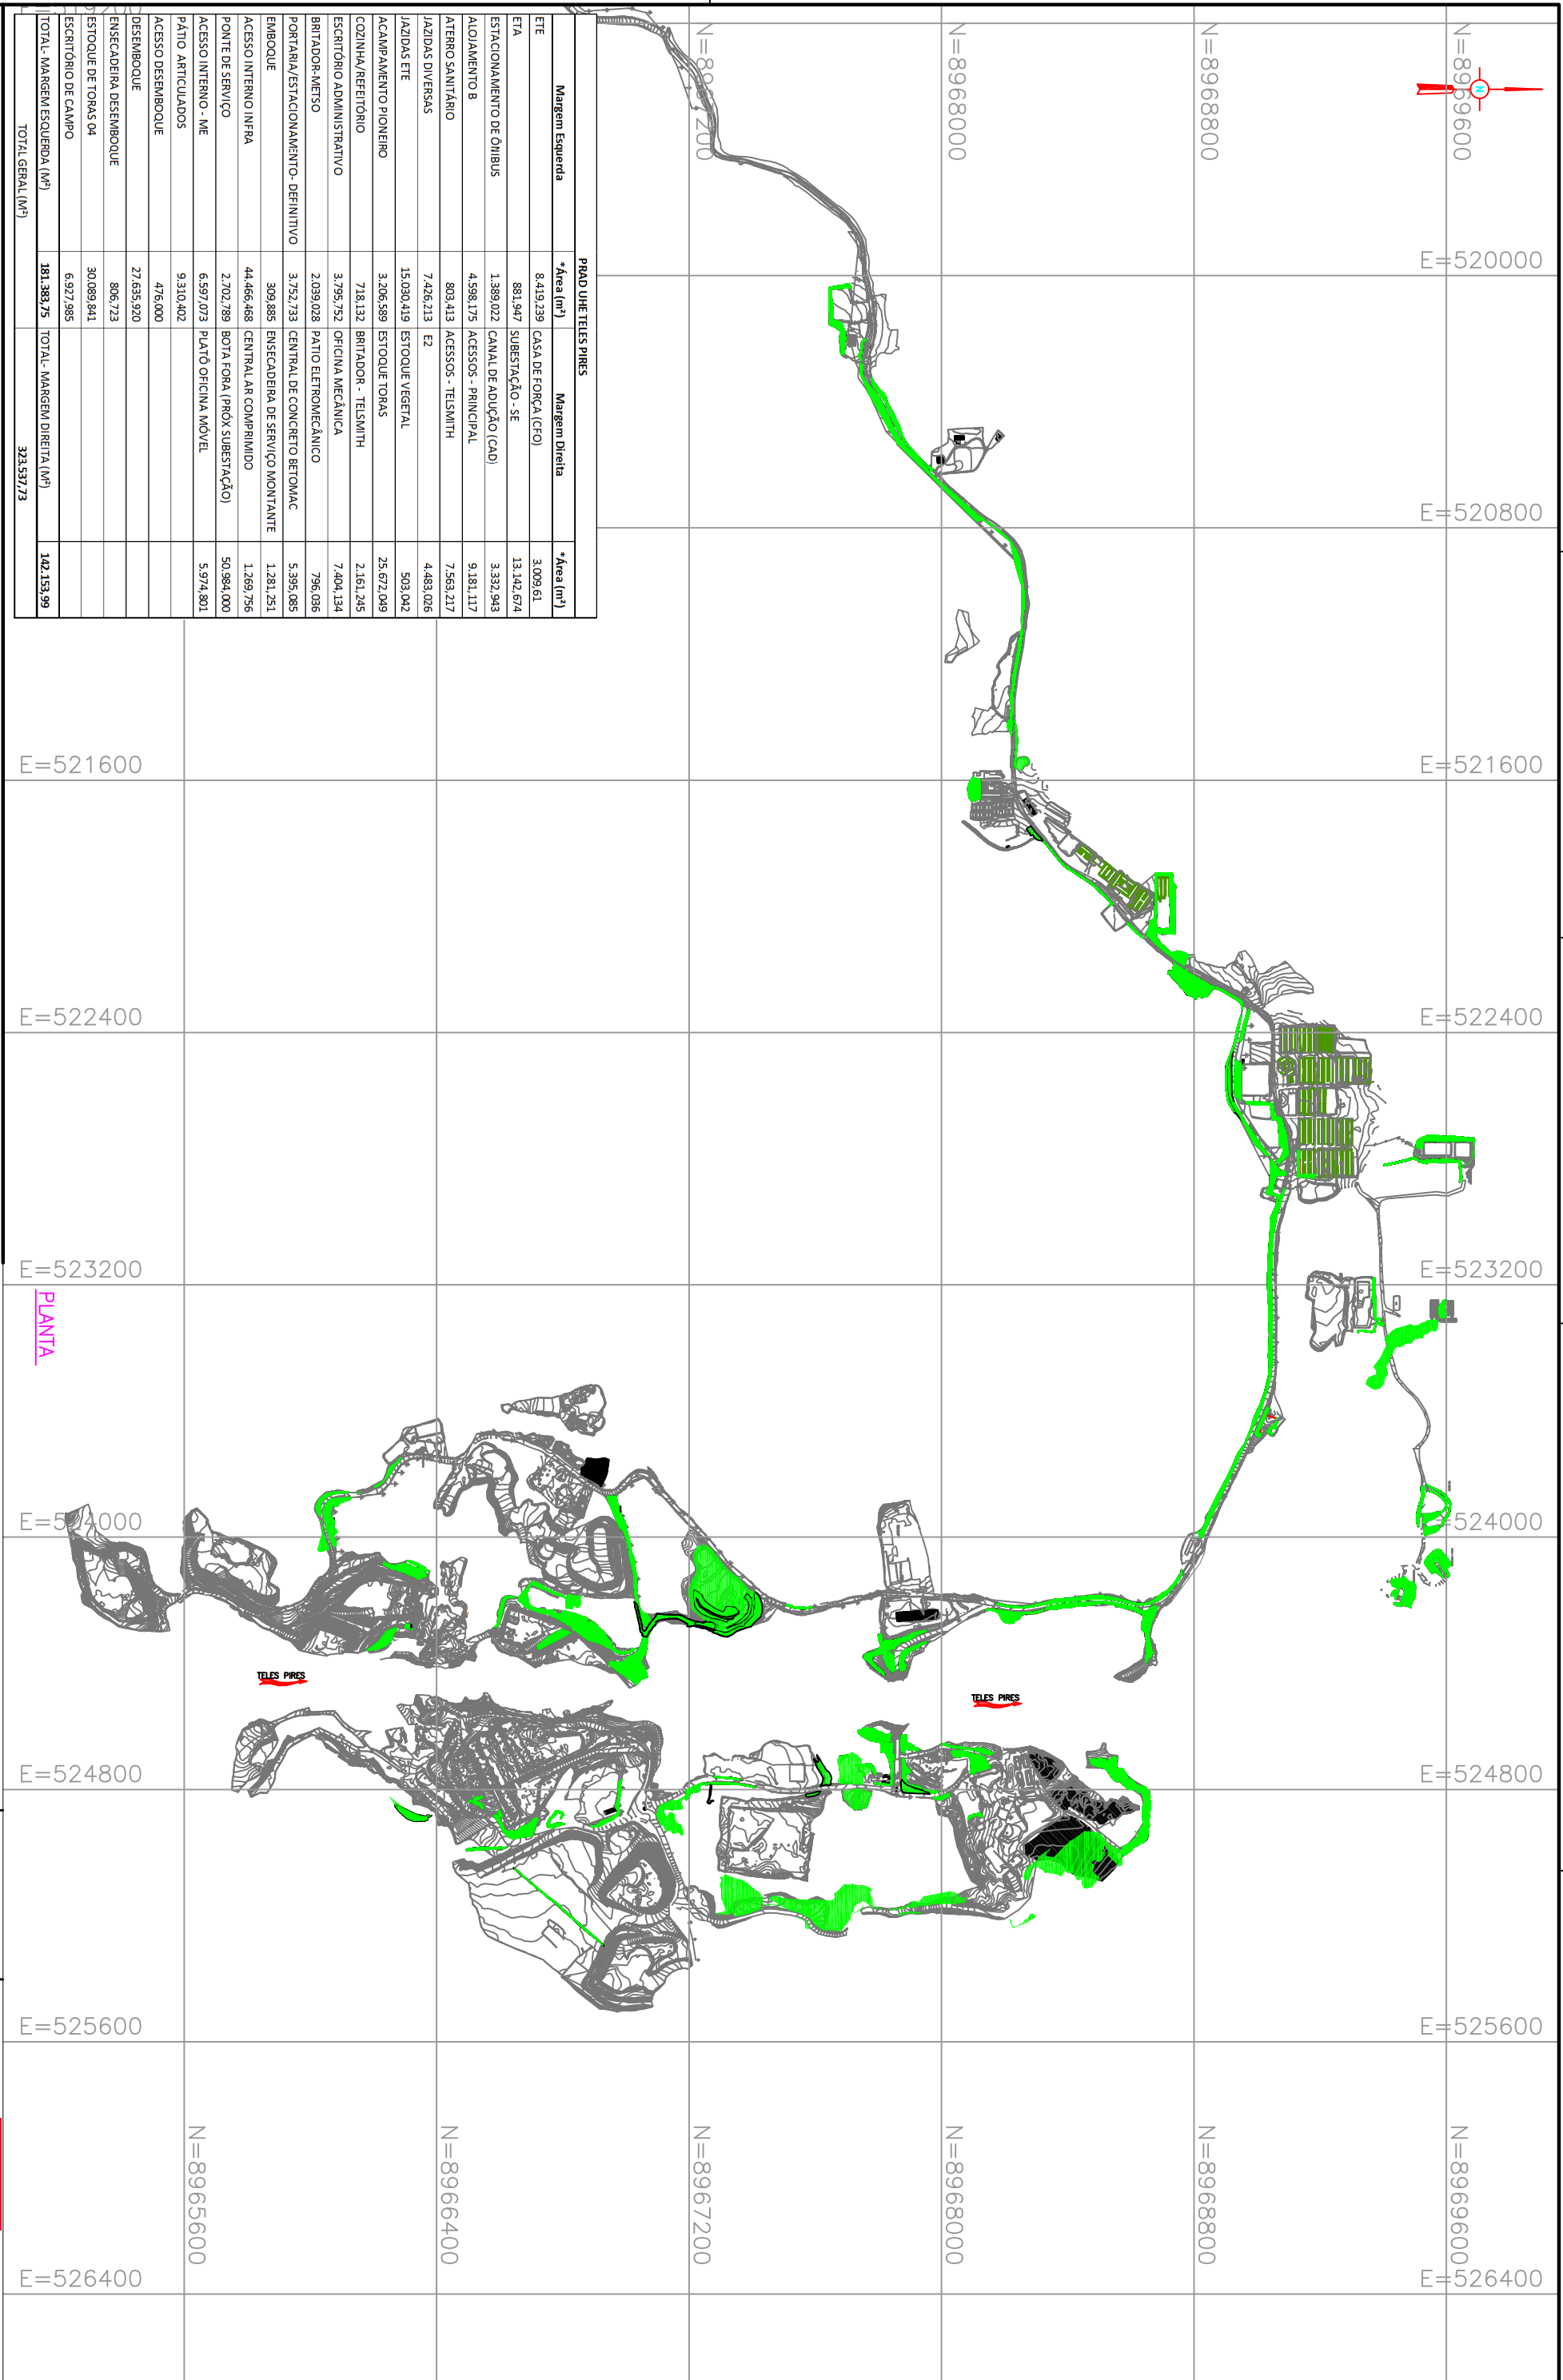 PRAD UHE TELES PIRES
Margem Esquerda *Área (m²) Margem Direita *Área (m²)
ETE 8.419,239 CASA DE FORÇA (CFO) 3.009,61
ETA 881,947 SUBESTAÇÃO - SE 13.142,674
ESTACIONAMENTO DE ÔNIBUS 1.389,022 CANAL DE ADUÇÃO (CAD) 3.332,943
ALOJAMENTO B 4.598,175 ACESSOS - PRINCIPAL 9.181,117
ATERRO SANITÁRIO 803,413 ACESSOS - TELSMITH 7.563,217
JAZIDAS DIVERSAS 7.426,213 E2 4.483,026
JAZIDAS ETE 15.030,419 ESTOQUE VEGETAL 503,042
ACAMPAMENTO PIONEIRO 3.206,589 ESTOQUE TORAS 25.672,049
COZINHA/REFEITÓRIO 718,132 BRITADOR - TELSMITH 2.161,245
ESCRITÓRIO ADMINISTRATIVO 3.795,752 OFICINA MECÂNICA 7.404,134
BRITADOR-METSO 2.039,028 PATIO ELETROMECÂNICO 796,036
PORTARIA/ESTACIONAMENTO- DEFINITIVO 3.752,733 CENTRAL DE CONCRETO BETOMAC 5.395,085
EMBOQUE 309,885 ENSECADEIRA DE SERVIÇO MONTANTE 1.281,251
ACESSO INTERNO INFRA 44.466,468 CENTRAL AR COMPRIMIDO 1.269,756
PONTE DE SERVIÇO 2.702,789 BOTA FORA (PRÓX SUBESTAÇÃO) 50.984,000
ACESSO INTERNO - ME 6.597,073 PLATÔ OFICINA MÓVEL 5.974,801
PÁTIO ARTICULADOS 9.310,402
ACESSO DESEMBOQUE 476,000
DESEMBOQUE 27.635,920
ENSECADEIRA DESEMBOQUE 806,723
ESTOQUE DE TORAS 04 30.089,841
ESCRITÓRIO DE CAMPO 6.927,985
TOTAL- MARGEM ESQUERDA (M²) 181.383,75 TOTAL- MARGEM DIREITA (M²) 142.153,99
TOTAL GERAL (M²) 323.537,73
N
N=8969600
N=8968800
N=8968000
E=520000
E=520800
E=521600
E=521600
E=522400
E=522400
E=523200
E=523200
E=524000
E=524800
E=524800
E=525600
E=525600
E=526400
E=526400
N=8969600
N=8968800
N=8968000
N=8967200
N=8966400
N=8965600
TELES PIRES
TELES PIRES
PLANTA